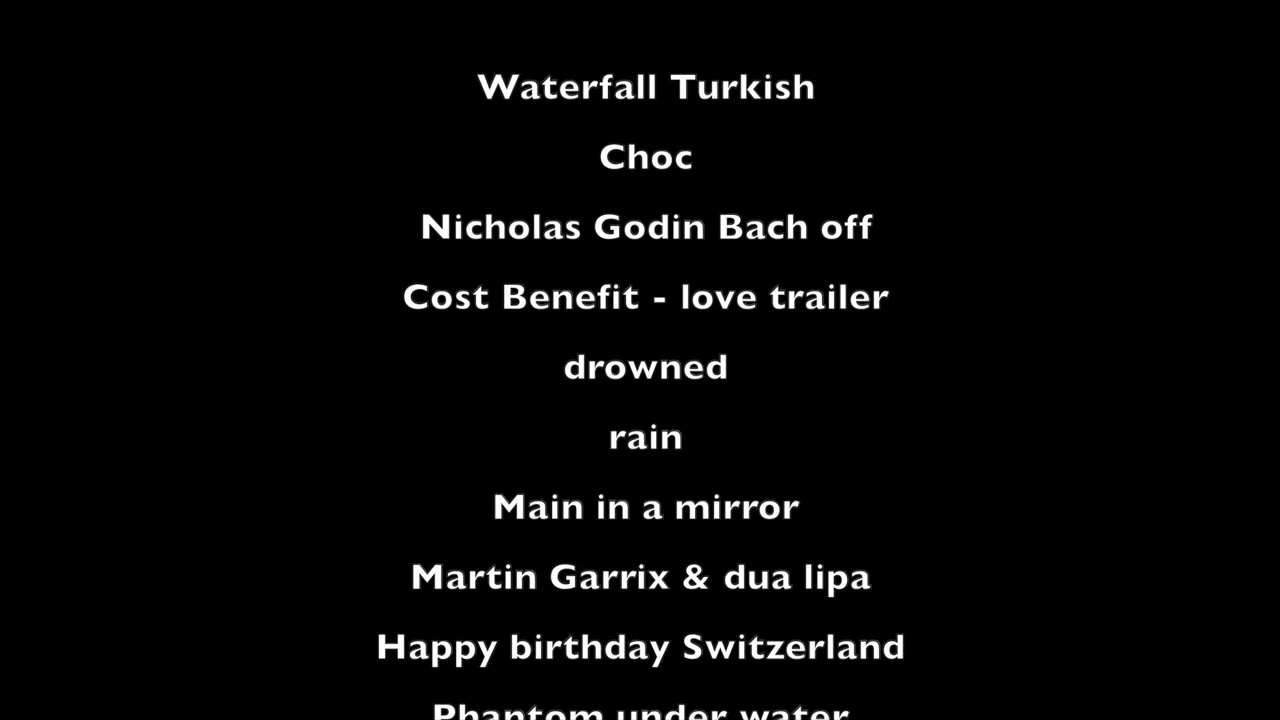 Waterfall Turkish
Choc
Nicholas Godin Bach off
Cost Benefit - love trailer
drowned
rain
Main in a mirror
Martin Garrix & dua lipa
Happy birthday Switzerland
Phantom under water